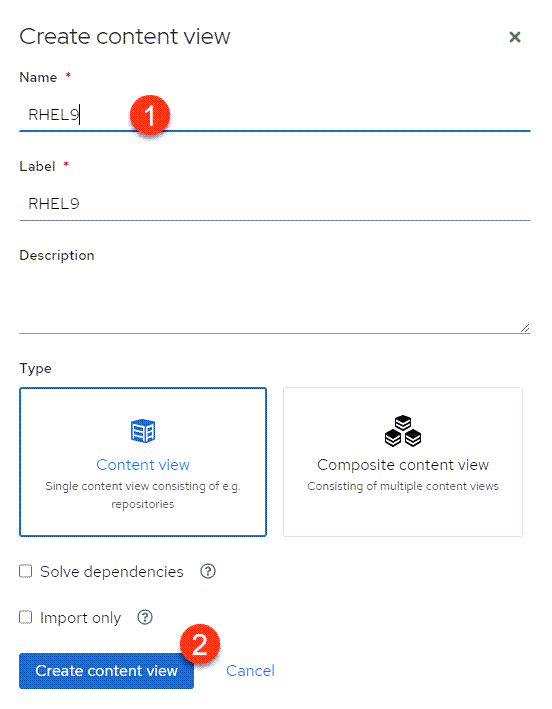 Create content view
Name *
RHEL9
1
Label *
RHEL9
Description
Type
Content view
Single content view consisting of e.g.
repositories
Composite content view
Consisting of multiple content views
Solve dependencies ?
Import only ?
2
Create content view
Cancel